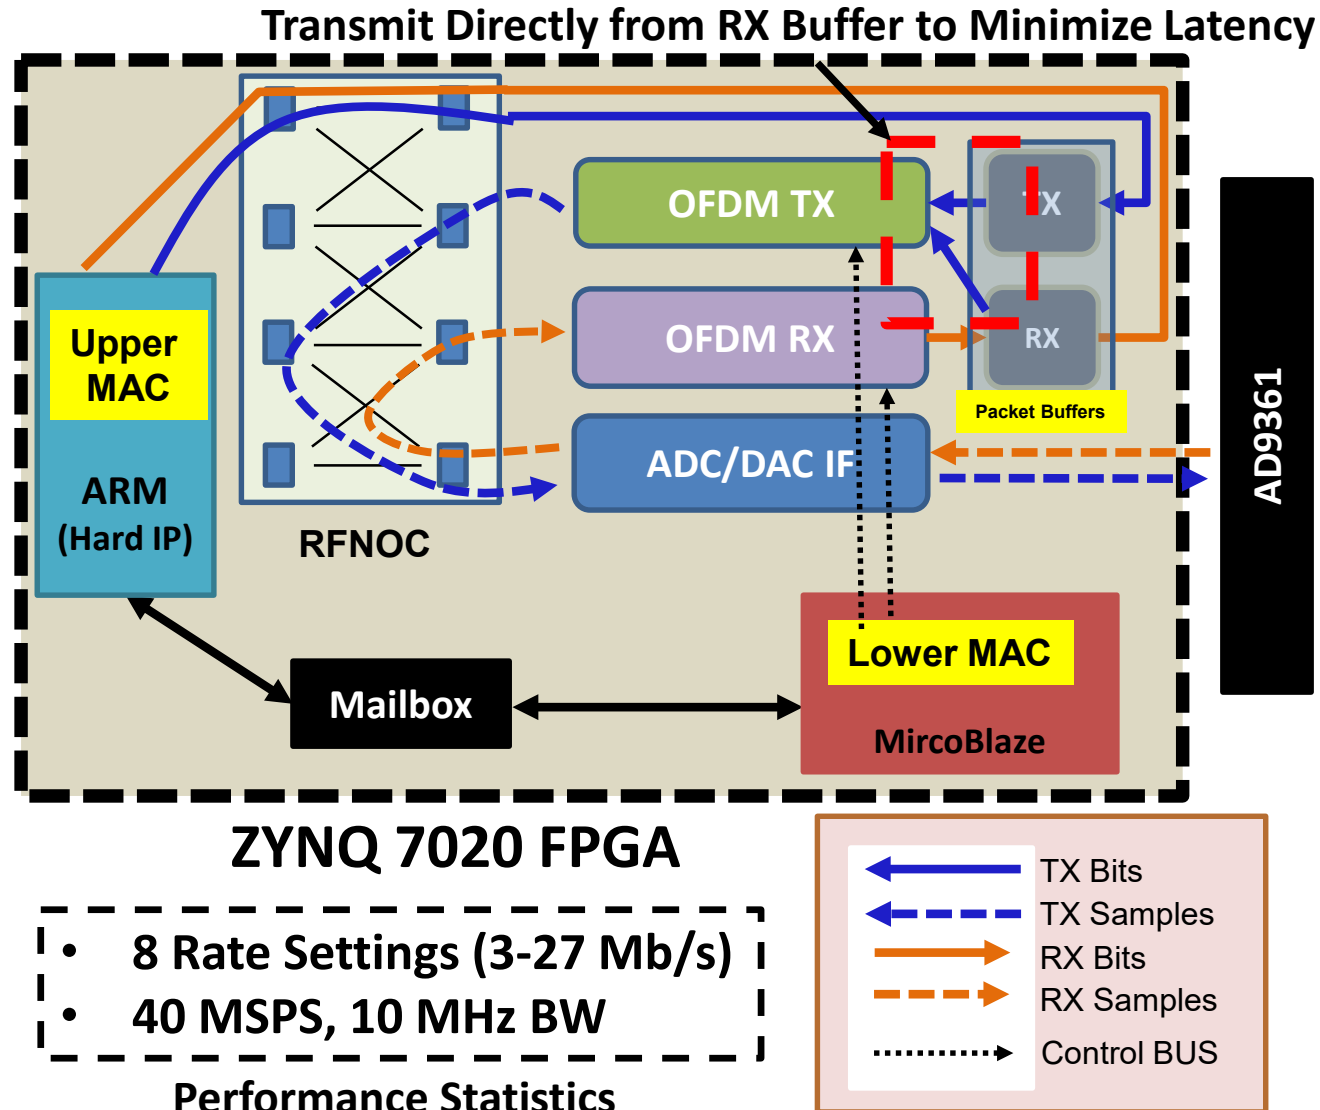 Transmit Directly from RX Buffer to Minimize Latency
OFDM TX
TX
OFDM RX
RX
Upper
MAC
Packet Buffers
ADC/DAC IF
AD9361
ARM
(Hard IP)
RFNOC
Lower MAC
Mailbox
MircoBlaze
ZYNQ 7020 FPGA
• 8 Rate Settings (3-27 Mb/s)
• 40 MSPS, 10 MHz BW
Performance Statistics
TX Bits
TX Samples
RX Bits
RX Samples
Control BUS